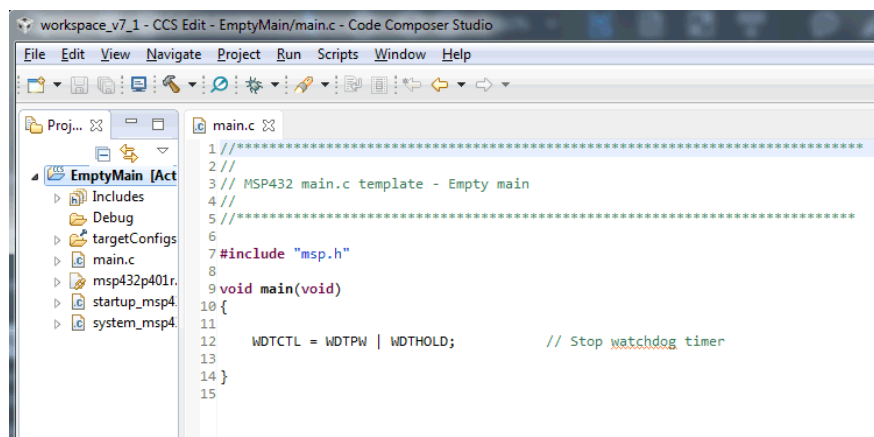 workspace_v7_1 - CCS Edit - EmptyMain/main.c - Code Composer Studio
File Edit View Navigate Project Run Scripts Window Help
Proj...
EmptyMain [Act
Includes
Debug
targetConfigs
main.c
msp432p401r.
startup_msp4
system_msp4
main.c
1 //****************************************************************************
2 //
3 // MSP432 main.c template - Empty main
4 //
5 //***************************************************************************
6
7 #include "msp.h"
8
9 void main(void)
10 {
11
12 WDTCTL = WDTPW | WDTHOLD; // Stop watchdog timer
13
14 }
15